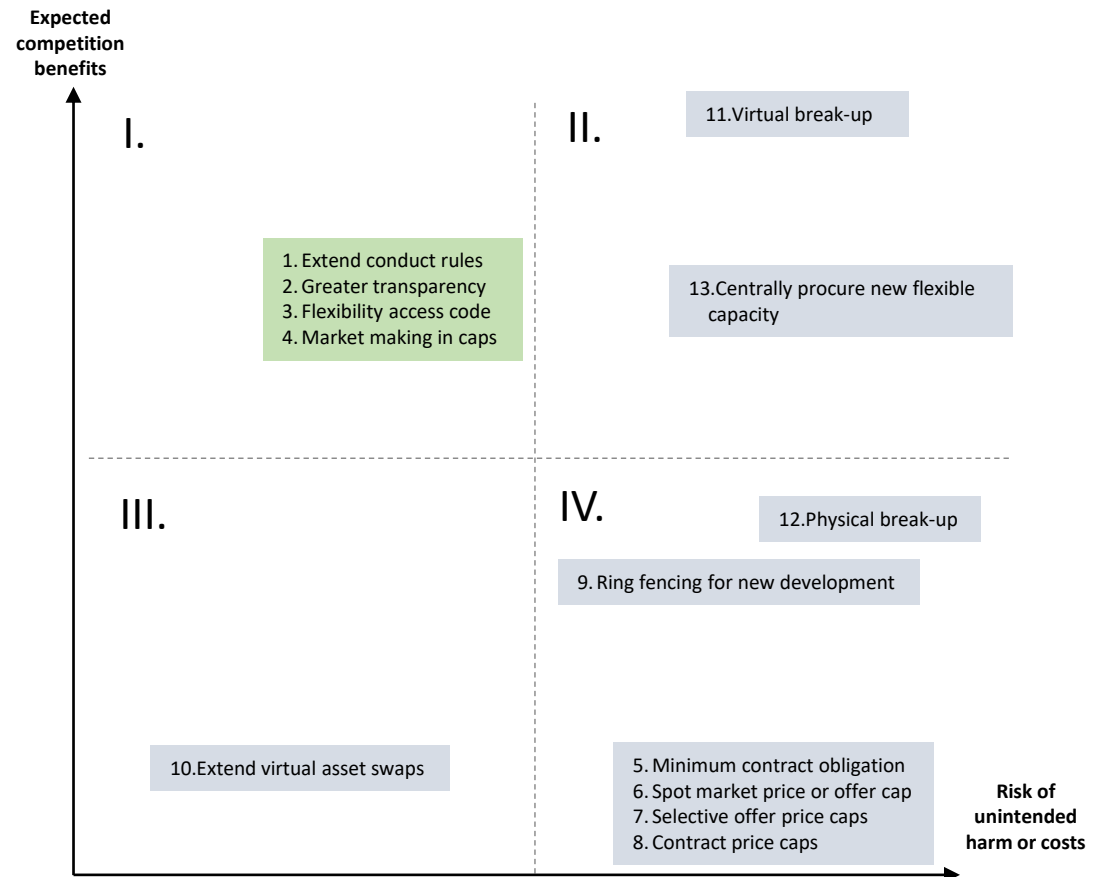 Expected
competition
benefits
I.
II.
11.Virtual break-up
1. Extend conduct rules
2. Greater transparency
3. Flexibility access code
4. Market making in caps
13.Centrally procure new flexible
capacity
III.
IV.
12.Physical break-up
9. Ring fencing for new development
10.Extend virtual asset swaps
5. Minimum contract obligation
6. Spot market price or offer cap
7. Selective offer price caps
8. Contract price caps
Risk of
unintended
harm or costs